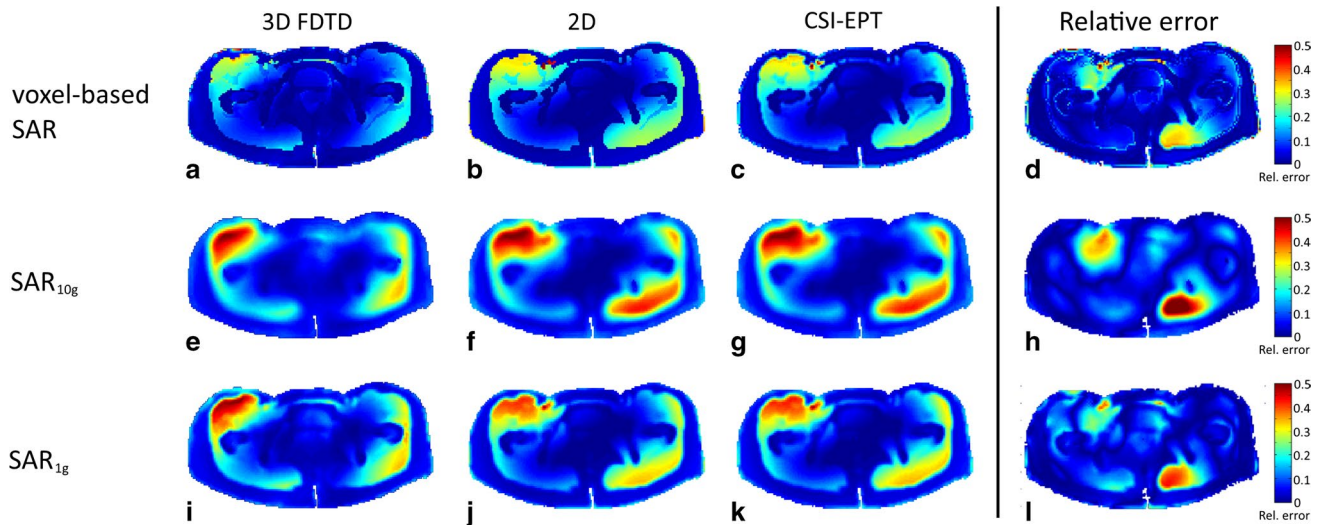 3D FDTD 2D CSI-EPT Relative error
voxel-based
SAR
a b c d
0.5
0.4
0.3
0.2
0.1
0
Rel. error
SAR10g
e f g h
0.5
0.4
0.3
0.2
0.1
0
Rel. error
SAR1g
i j k l
0.5
0.4
0.3
0.2
0.1
0
Rel. error